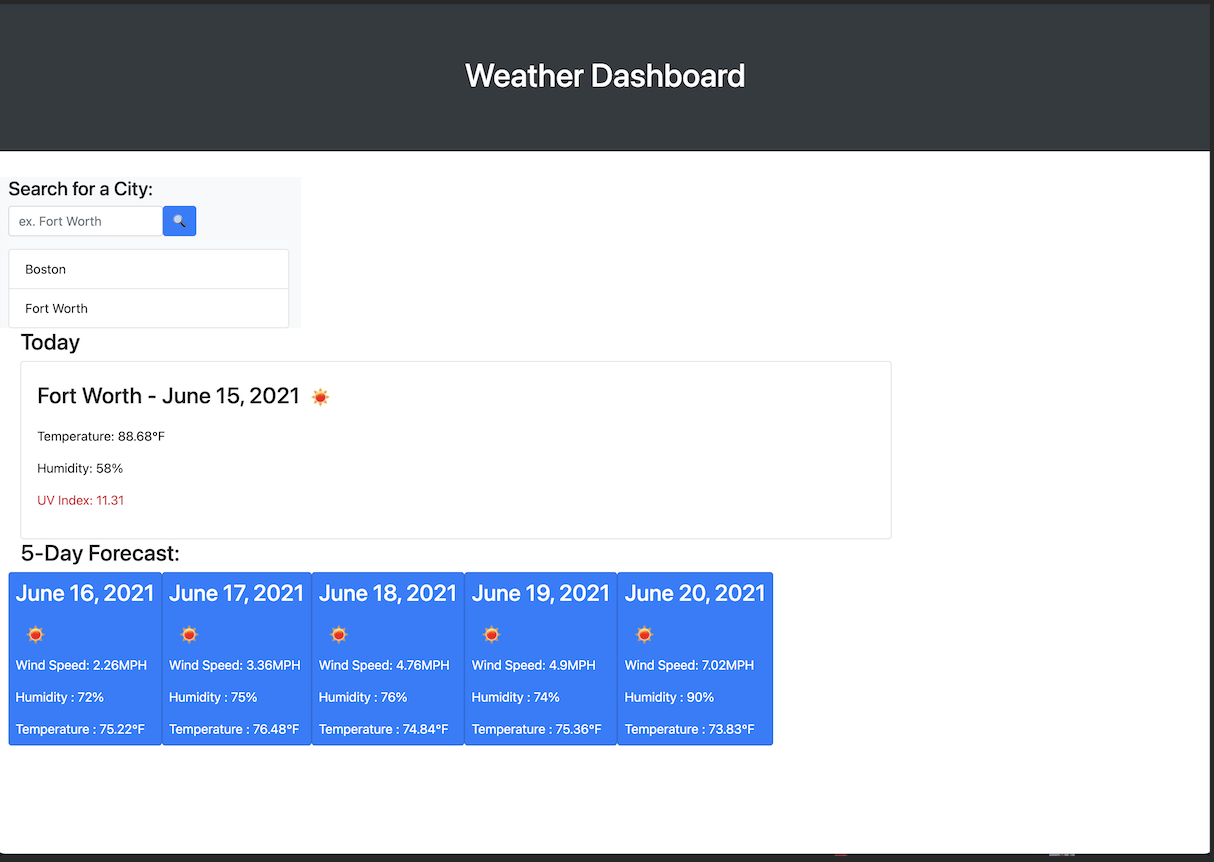 Weather Dashboard
Search for a City:
ex. Fort Worth
Boston
Fort Worth
Today
Fort Worth - June 15, 2021
Temperature: 88.68°F
Humidity: 58%
UV Index: 11.31
5-Day Forecast:
June 16, 2021
Wind Speed: 2.26MPH
Humidity : 72%
Temperature : 75.22°F
June 17, 2021
Wind Speed: 3.36MPH
Humidity : 75%
Temperature : 76.48°F
June 18, 2021
Wind Speed: 4.76MPH
Humidity : 76%
Temperature : 74.84°F
June 19, 2021
Wind Speed: 4.9MPH
Humidity : 74%
Temperature : 75.36°F
June 20, 2021
Wind Speed: 7.02MPH
Humidity : 90%
Temperature : 73.83°F